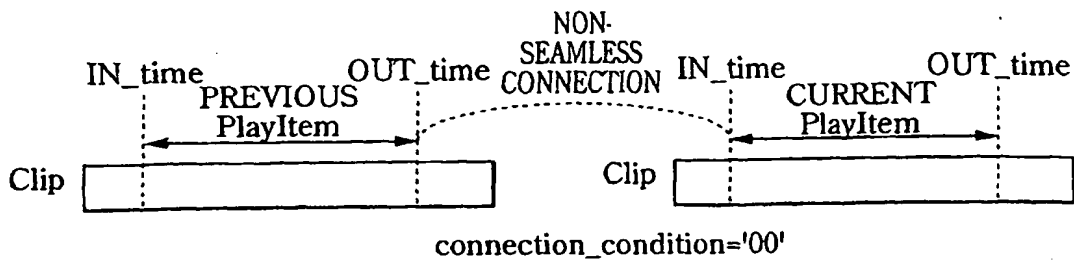 NON-
SEAMLESS
CONNECTION
IN_time
OUT_time
IN_time
OUT_time
PREVIOUS
PlayItem
CURRENT
PlayItem
Clip
Clip
connection_condition='00'